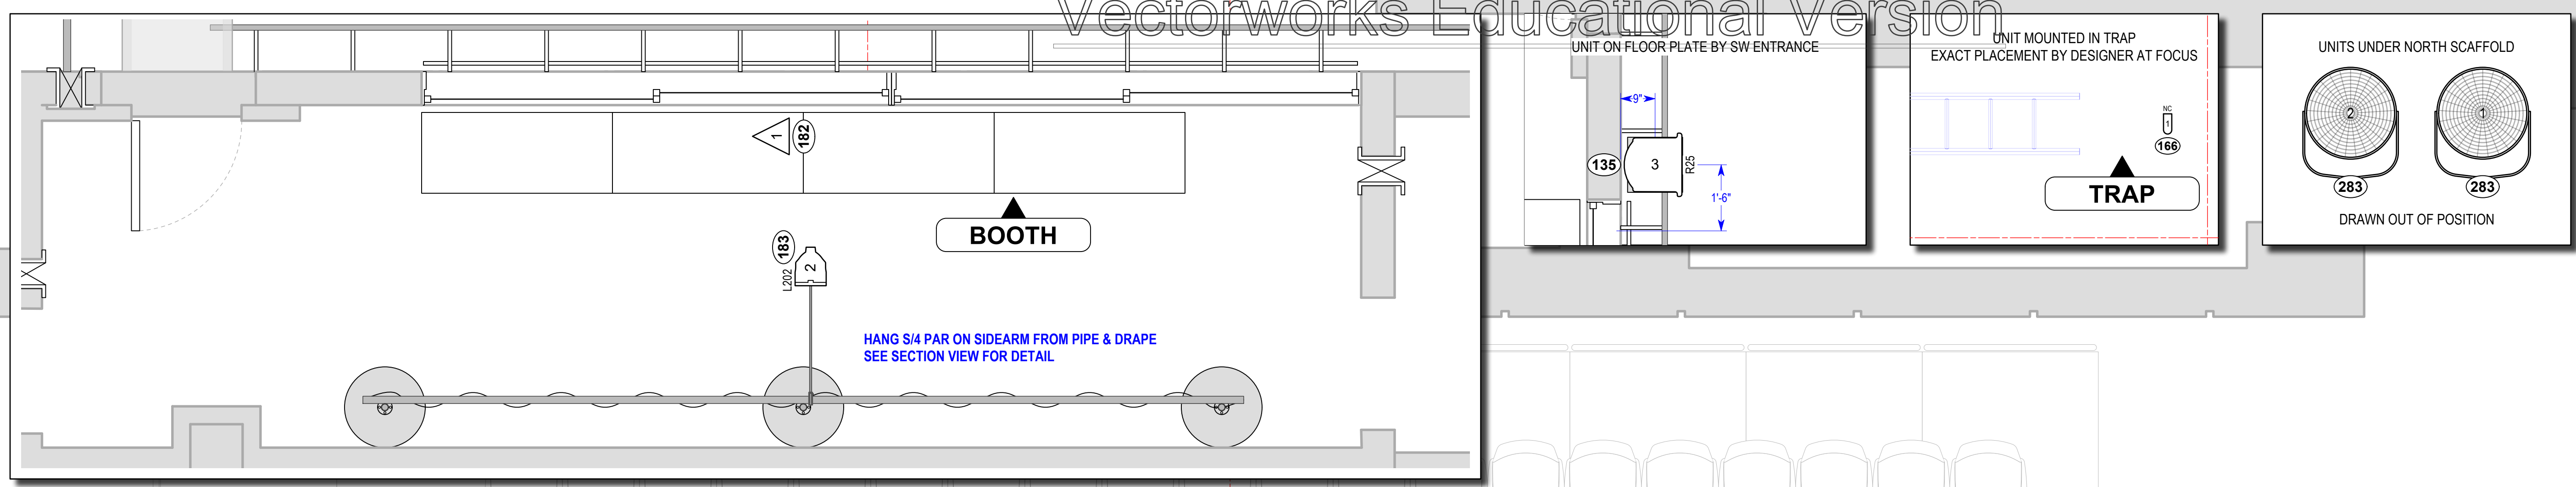 Vectorworks Educational Version
1
182
BOOTH
183
L202
2
HANG S/4 PAR ON SIDEARM FROM PIPE & DRAPE
SEE SECTION VIEW FOR DETAIL
UNIT ON FLOOR PLATE BY SW ENTRANCE
9"
135
3
R25
1'-6"
UNIT MOUNTED IN TRAP
EXACT PLACEMENT BY DESIGNER AT FOCUS
NC
1
166
TRAP
UNITS UNDER NORTH SCAFFOLD
2
1
283
283
DRAWN OUT OF POSITION